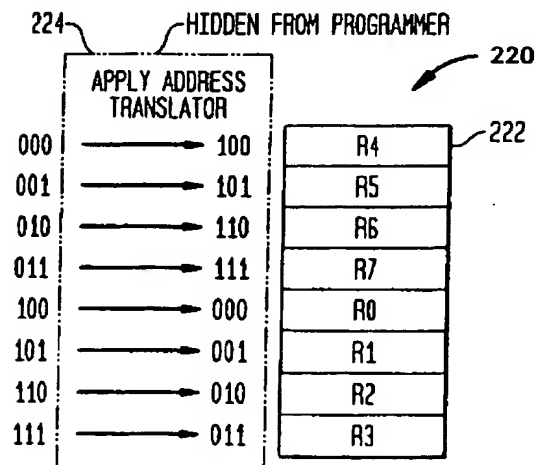 224 HIDDEN FROM PROGRAMMER
220
APPLY ADDRESS
TRANSLATOR
222
000 100 R4
001 101 R5
010 110 R6
011 111 R7
100 000 R0
101 001 R1
110 010 R2
111 011 R3